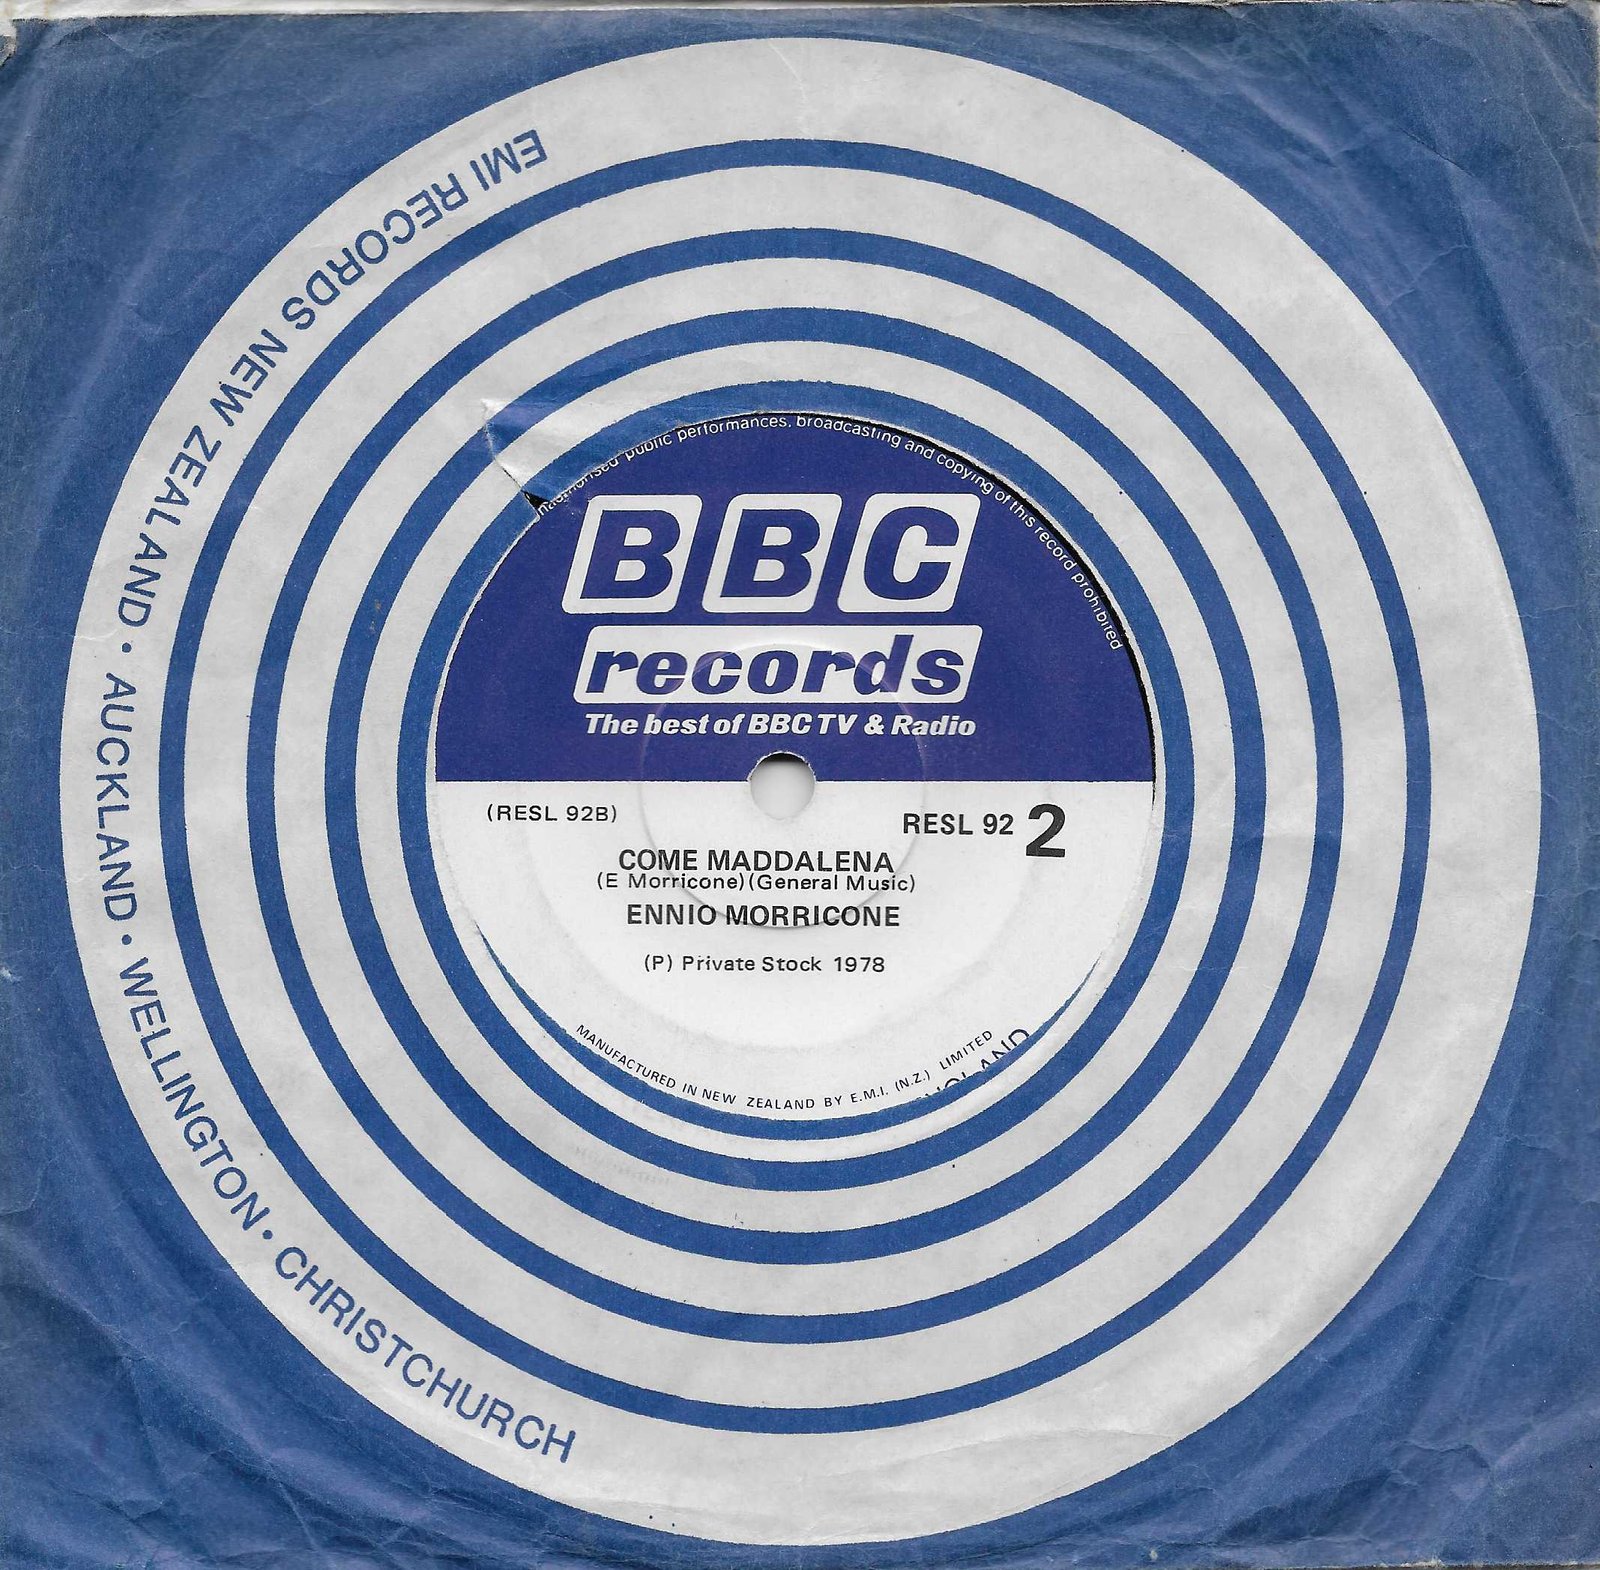 EMI RECORDS NEW ZEALAND • AUCKLAND • WELLINGTON • CHRISTCHURCH
public performances. broadcasting and copying of this record prohibited
BBC
records
The best of BBC TV & Radio
(RESL 92B)
RESL 92 2
COME MADDALENA
(E Morricone) (General Music)
ENNIO MORRICONE
(P) Private Stock 1978
MANUFACTURED IN NEW ZEALAND BY E.M.I. (N.Z.) LIMITED